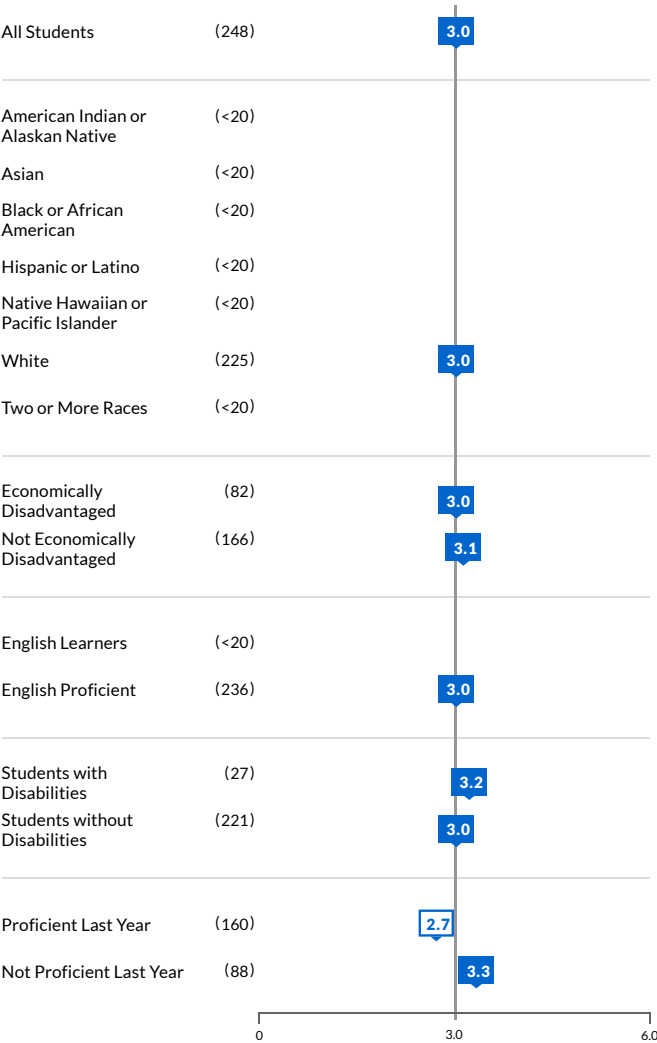 All Students (248) 3.0
American Indian or (<20)
Alaskan Native
Asian (<20)
Black or African (<20)
American
Hispanic or Latino (<20)
Native Hawaiian or (<20)
Pacific Islander
White (225) 3.0
Two or More Races (<20)
Economically (82) 3.0
Disadvantaged
Not Economically (166) 3.1
Disadvantaged
English Learners (<20)
English Proficient (236) 3.0
Students with (27) 3.2
Disabilities
Students without (221) 3.0
Disabilities
Proficient Last Year (160) 2.7
Not Proficient Last Year (88) 3.3
0 3.0 6.0